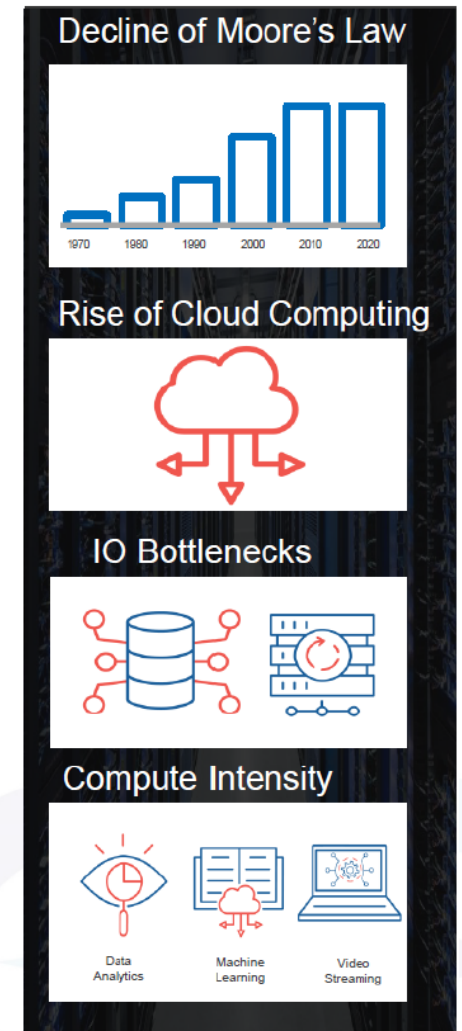 Decline of Moore's Law
1970 1980 1990 2000 2010 2020
Rise of Cloud Computing
IO Bottlenecks
Compute Intensity
Data
Analytics
Machine
Learning
Video
Streaming